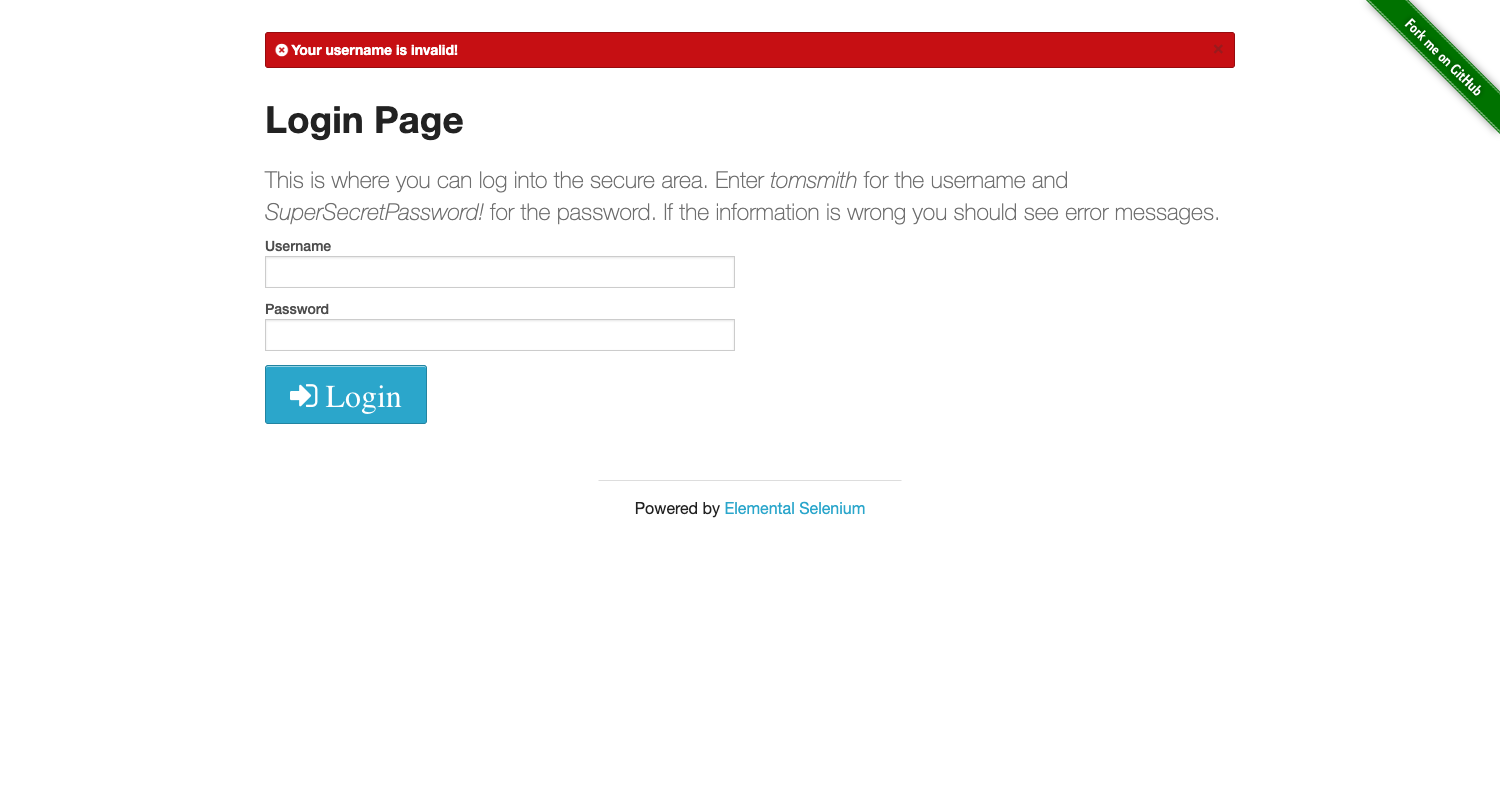 Your username is invalid!
×
Fork me on GitHub
Login Page
This is where you can log into the secure area. Enter tomsmith for the username and
SuperSecretPassword! for the password. If the information is wrong you should see error messages.
Username
Password
Login
Powered by Elemental Selenium